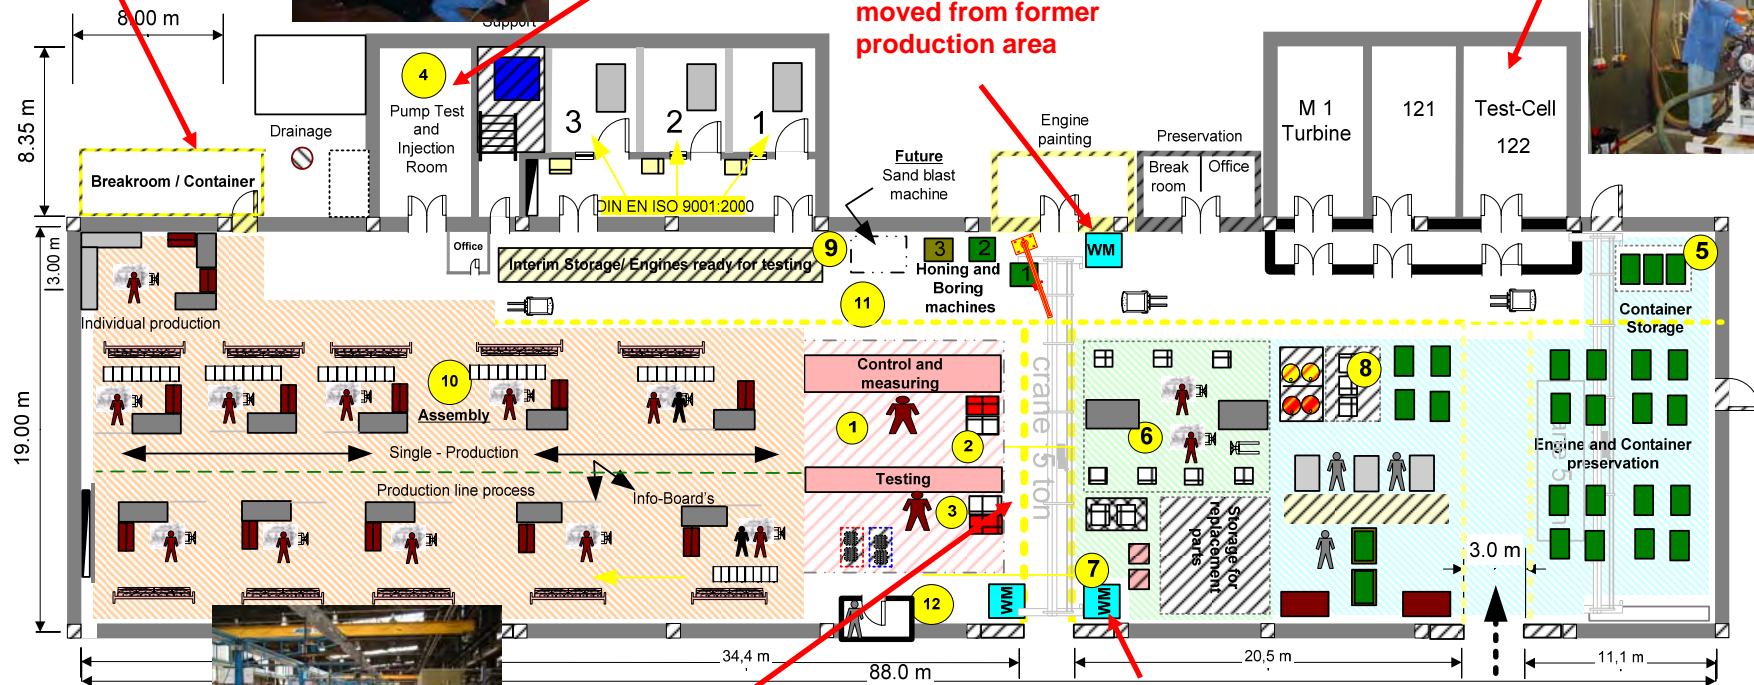 moved from former
production area
8,00 m
Support
8.35 m
4
Pump Test
and
Injection
Room
Drainage
Breakroom / Container
3
2
1
DIN EN ISO 9001:2000
Future
Sand blast
machine
Engine
painting
Preservation
Break
room
Office
M 1
Turbine
121
Test-Cell
122
3.00 m
19.00 m
Office
Interim Storage/ Engines ready for testing
9
11
3
2
1
Honing and
Boring
machines
WM
5
Container
Storage
Individual production
10
Assembly
Single - Production
Production line process
Info-Board's
Control and
measuring
1
2
Testing
3
crane 5 ton
6
8
Engine and Container
preservation
Storage for
replacement
parts
7
12
WM
WM
3.0 m
34,4 m
88.0 m
20,5 m
11,1 m